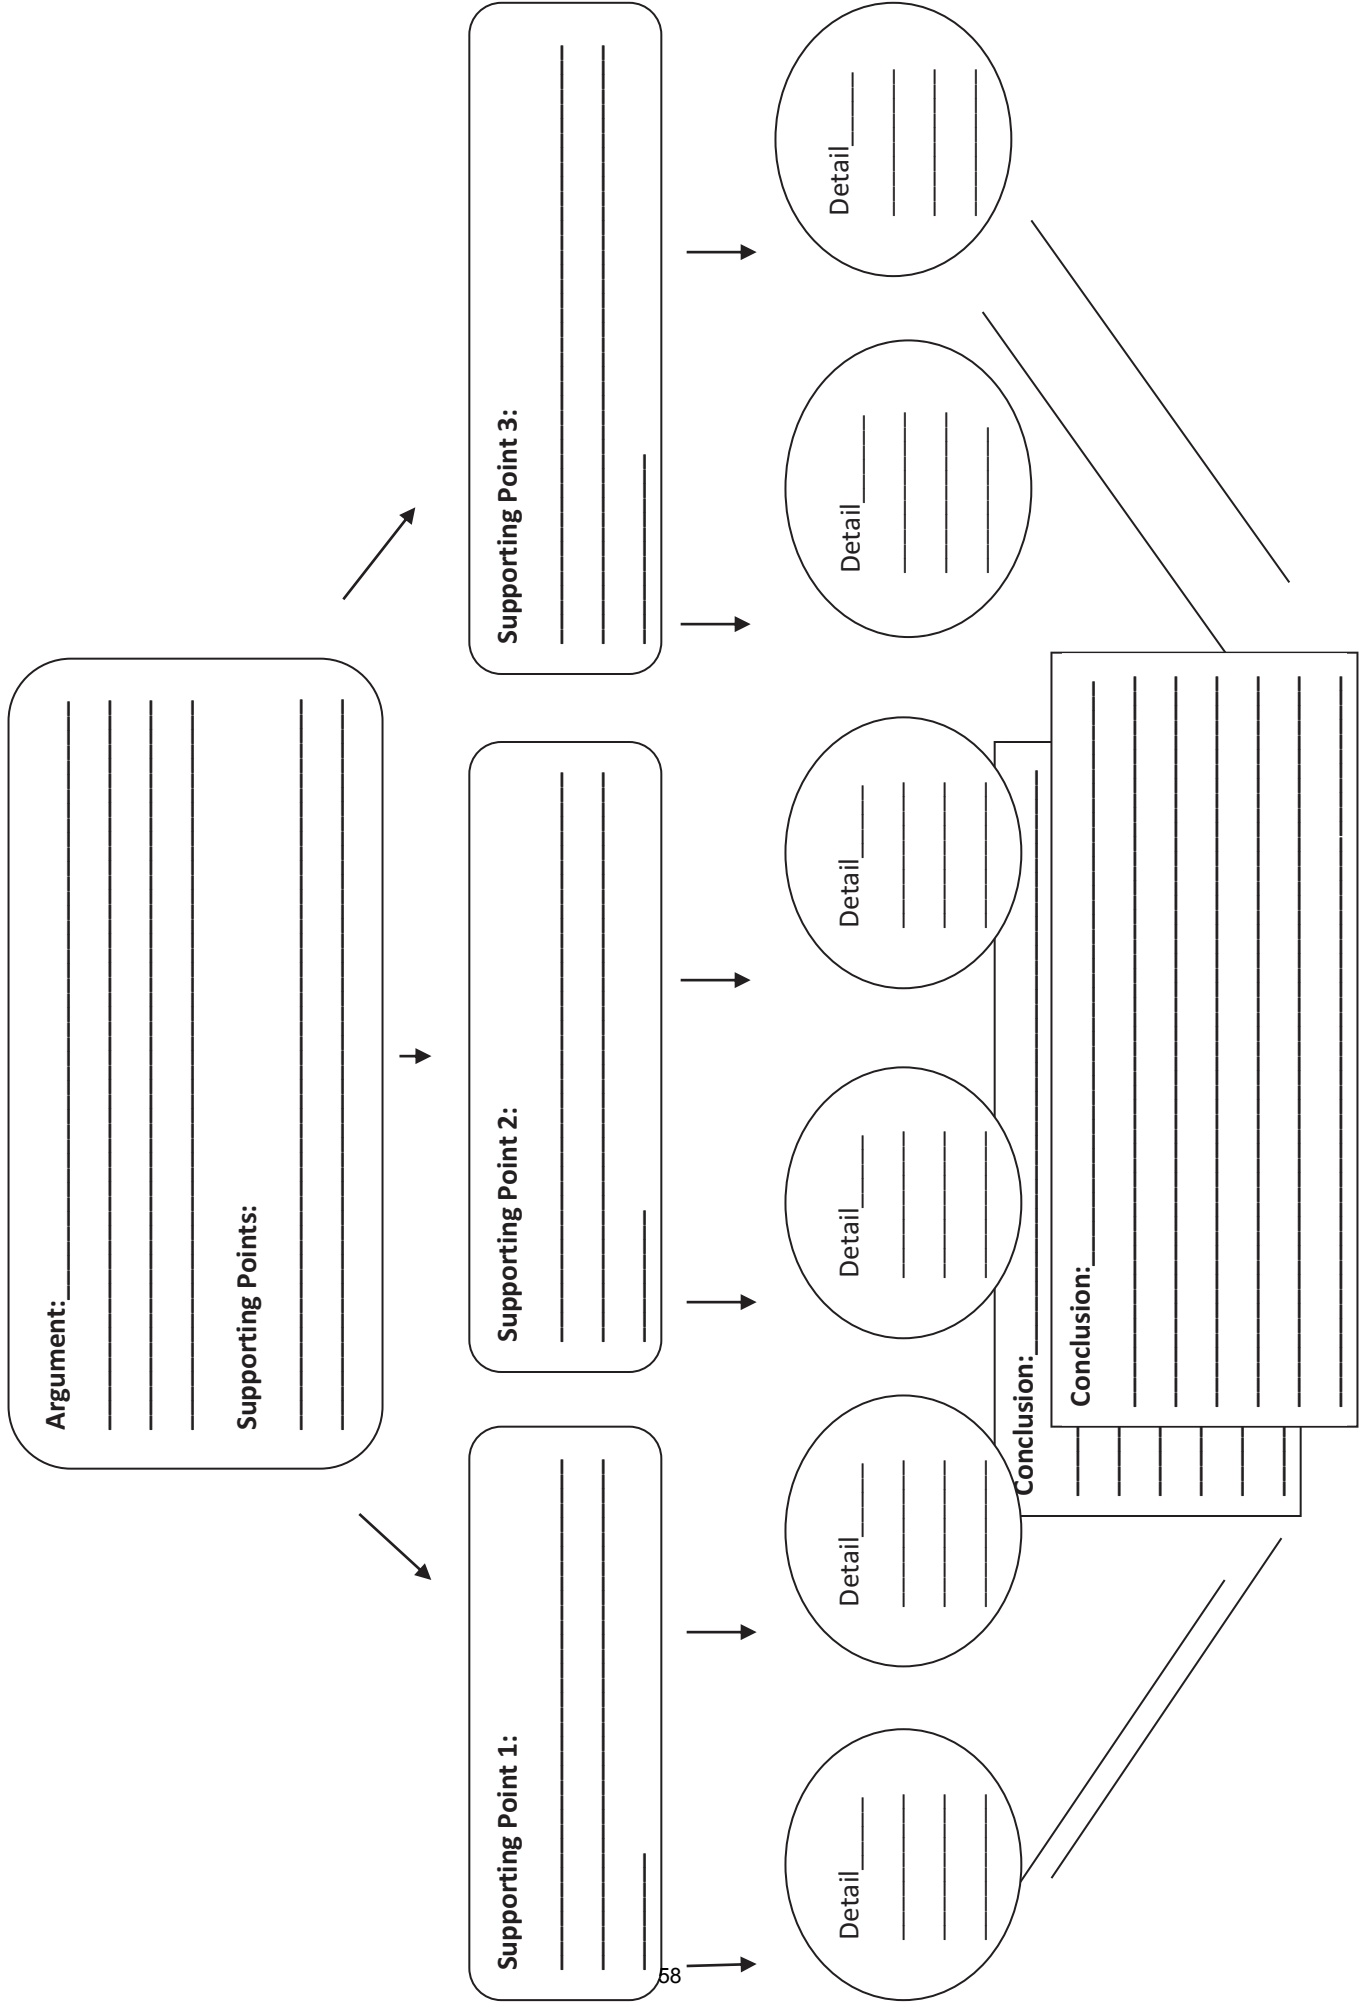 Argument:
Supporting Points:
Supporting Point 1:
Supporting Point 2:
Supporting Point 3:
Detail
Detail
Detail
Detail
Detail
Detail
Conclusion:
Conclusion:
58